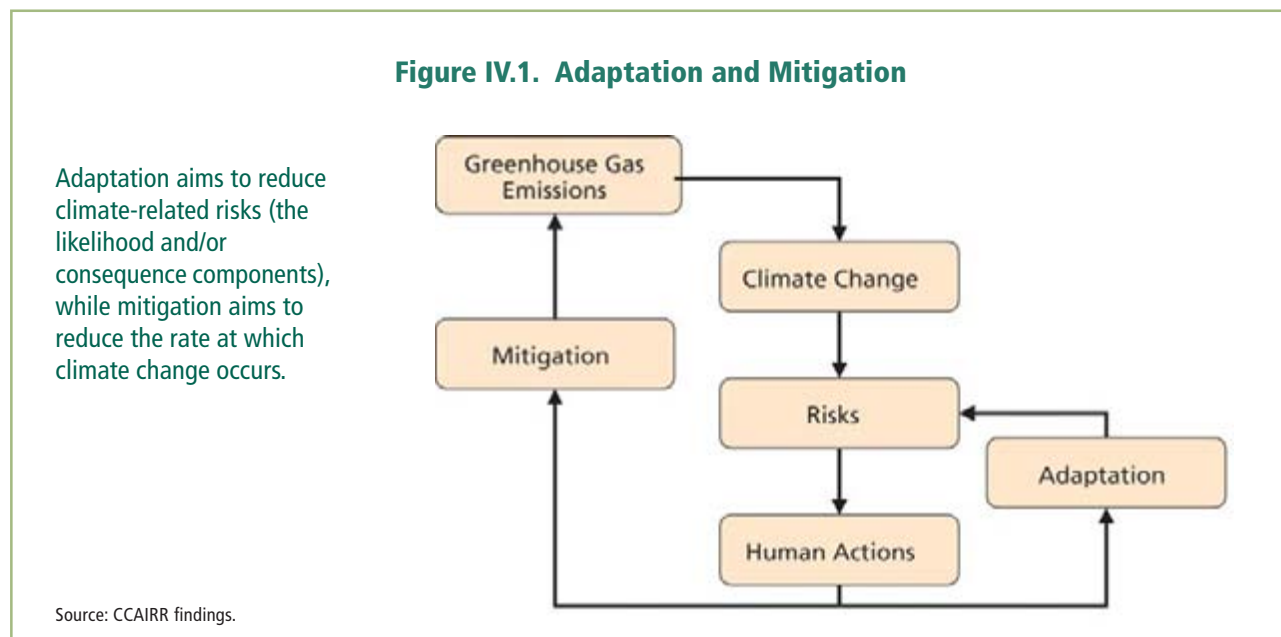 Figure IV.1. Adaptation and Mitigation
Adaptation aims to reduce
climate-related risks (the
likelihood and/or
consequence components),
while mitigation aims to
reduce the rate at which
climate change occurs.
Greenhouse Gas
Emissions
Climate Change
Mitigation
Risks
Adaptation
Human Actions
Source: CCAIRR findings.